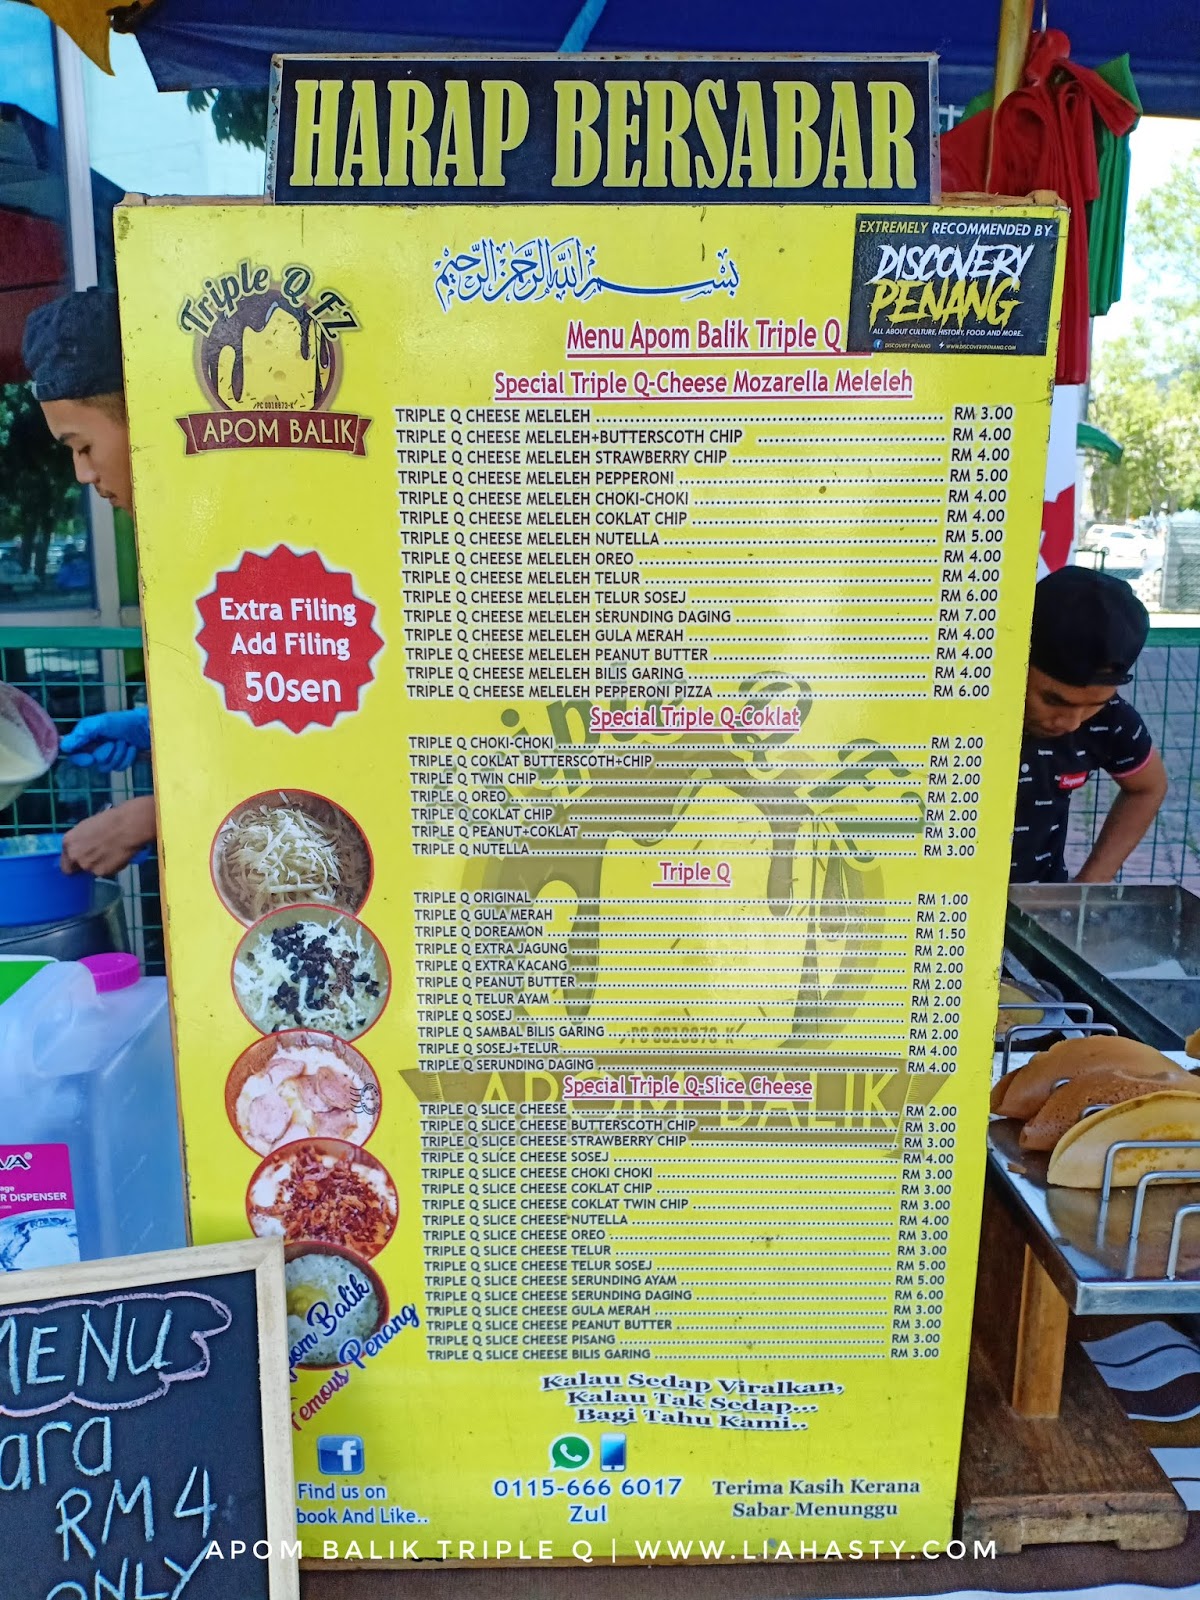 HARAP BERSABAR
EXTREMELY RECOMMENDED BY
DISCOVERY
PENANG
ALL ABOUT CULTURE, HISTORY, FOOD AND MORE.
DISCOVERY PENANG WWW.DISCOVERYPENANG.COM
بسم الله الرحمن الرحيم
Triple Q FZ
PC 0018873-K
APOM BALIK
Menu Apom Balik Triple Q
Special Triple Q-Cheese Mozarella Meleleh
TRIPLE Q CHEESE MELELEH RM 3.00
TRIPLE Q CHEESE MELELEH+BUTTERSCOTH CHIP RM 4.00
TRIPLE Q CHEESE MELELEH STRAWBERRY CHIP RM 4.00
TRIPLE Q CHEESE MELELEH PEPPERONI RM 5.00
TRIPLE Q CHEESE MELELEH CHOKI-CHOKI RM 4.00
TRIPLE Q CHEESE MELELEH COKLAT CHIP RM 4.00
TRIPLE Q CHEESE MELELEH NUTELLA RM 5.00
TRIPLE Q CHEESE MELELEH OREO RM 4.00
TRIPLE Q CHEESE MELELEH TELUR RM 4.00
TRIPLE Q CHEESE MELELEH TELUR SOSEJ RM 6.00
TRIPLE Q CHEESE MELELEH SERUNDING DAGING RM 7.00
TRIPLE Q CHEESE MELELEH GULA MERAH RM 4.00
TRIPLE Q CHEESE MELELEH PEANUT BUTTER RM 4.00
TRIPLE Q CHEESE MELELEH BILIS GARING RM 4.00
TRIPLE Q CHEESE MELELEH PEPPERONI PIZZA RM 6.00
Extra Filing
Add Filing
50sen
Special Triple Q-Coklat
TRIPLE Q CHOKI-CHOKI RM 2.00
TRIPLE Q COKLAT BUTTERSCOTH+CHIP RM 2.00
TRIPLE Q TWIN CHIP RM 2.00
TRIPLE Q OREO RM 2.00
TRIPLE Q COKLAT CHIP RM 2.00
TRIPLE Q PEANUT+COKLAT RM 3.00
TRIPLE Q NUTELLA RM 3.00
Triple Q
TRIPLE Q ORIGINAL RM 1.00
TRIPLE Q GULA MERAH RM 2.00
TRIPLE Q DOREAMON RM 1.50
TRIPLE Q EXTRA JAGUNG RM 2.00
TRIPLE Q EXTRA KACANG RM 2.00
TRIPLE Q PEANUT BUTTER RM 2.00
TRIPLE Q TELUR AYAM RM 2.00
TRIPLE Q SOSEJ RM 2.00
TRIPLE Q SAMBAL BILIS GARING RM 2.00
TRIPLE Q SOSEJ+TELUR RM 4.00
TRIPLE Q SERUNDING DAGING RM 4.00
Special Triple Q-Slice Cheese
TRIPLE Q SLICE CHEESE RM 2.00
TRIPLE Q SLICE CHEESE BUTTERSCOTH CHIP RM 3.00
TRIPLE Q SLICE CHEESE STRAWBERRY CHIP RM 3.00
TRIPLE Q SLICE CHEESE SOSEJ RM 4.00
TRIPLE Q SLICE CHEESE CHOKI CHOKI RM 3.00
TRIPLE Q SLICE CHEESE COKLAT CHIP RM 3.00
TRIPLE Q SLICE CHEESE COKLAT TWIN CHIP RM 3.00
TRIPLE Q SLICE CHEESE NUTELLA RM 4.00
TRIPLE Q SLICE CHEESE OREO RM 3.00
TRIPLE Q SLICE CHEESE TELUR RM 3.00
TRIPLE Q SLICE CHEESE TELUR SOSEJ RM 5.00
TRIPLE Q SLICE CHEESE SERUNDING AYAM RM 5.00
TRIPLE Q SLICE CHEESE SERUNDING DAGING RM 6.00
TRIPLE Q SLICE CHEESE GULA MERAH RM 3.00
TRIPLE Q SLICE CHEESE PEANUT BUTTER RM 3.00
TRIPLE Q SLICE CHEESE PISANG RM 3.00
TRIPLE Q SLICE CHEESE BILIS GARING RM 3.00
Balik
Temous Penang
Kalau Sedap Viralkan,
Kalau Tak Sedap...
Bagi Tahu Kami..
Find us on
book And Like..
0115-666 6017
Zul
Terima Kasih Kerana
Sabar Menunggu
R DISPENSER
MENU
ara
RM 4
ONLY
APOM BALIK TRIPLE Q | WWW.LIAHASTY.COM